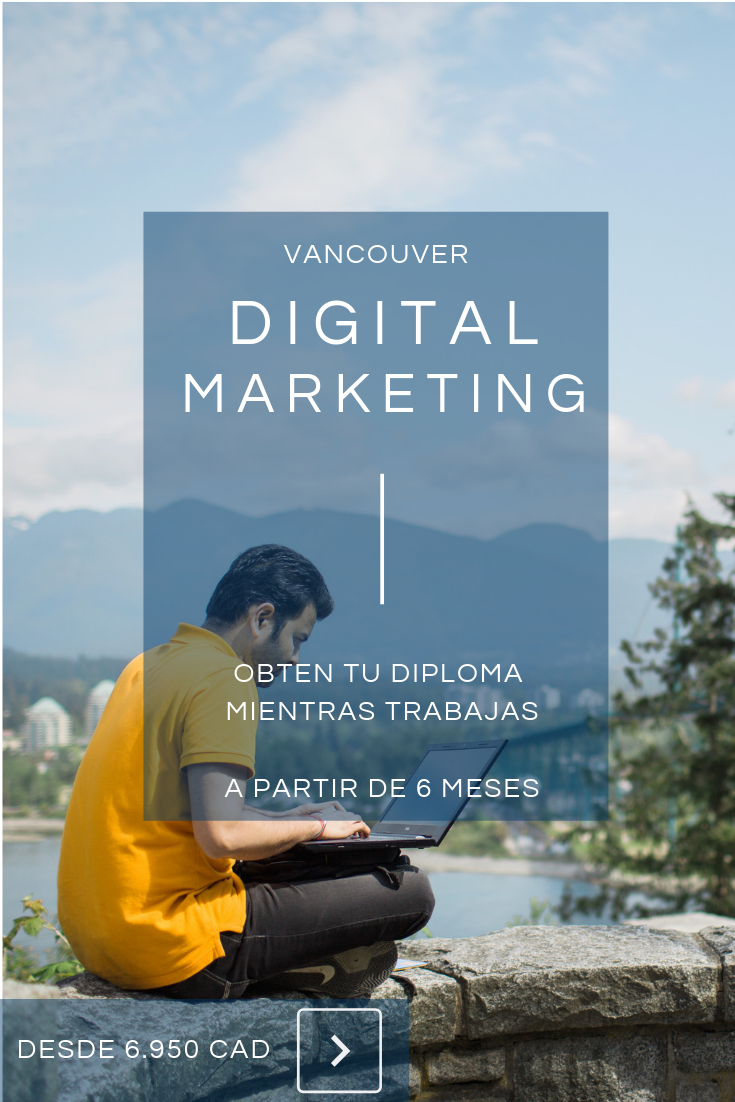 VANCOUVER
DIGITAL
MARKETING
OBTEN TU DIPLOMA
MIENTRAS TRABAJAS
A PARTIR DE 6 MESES
DESDE 6.950 CAD